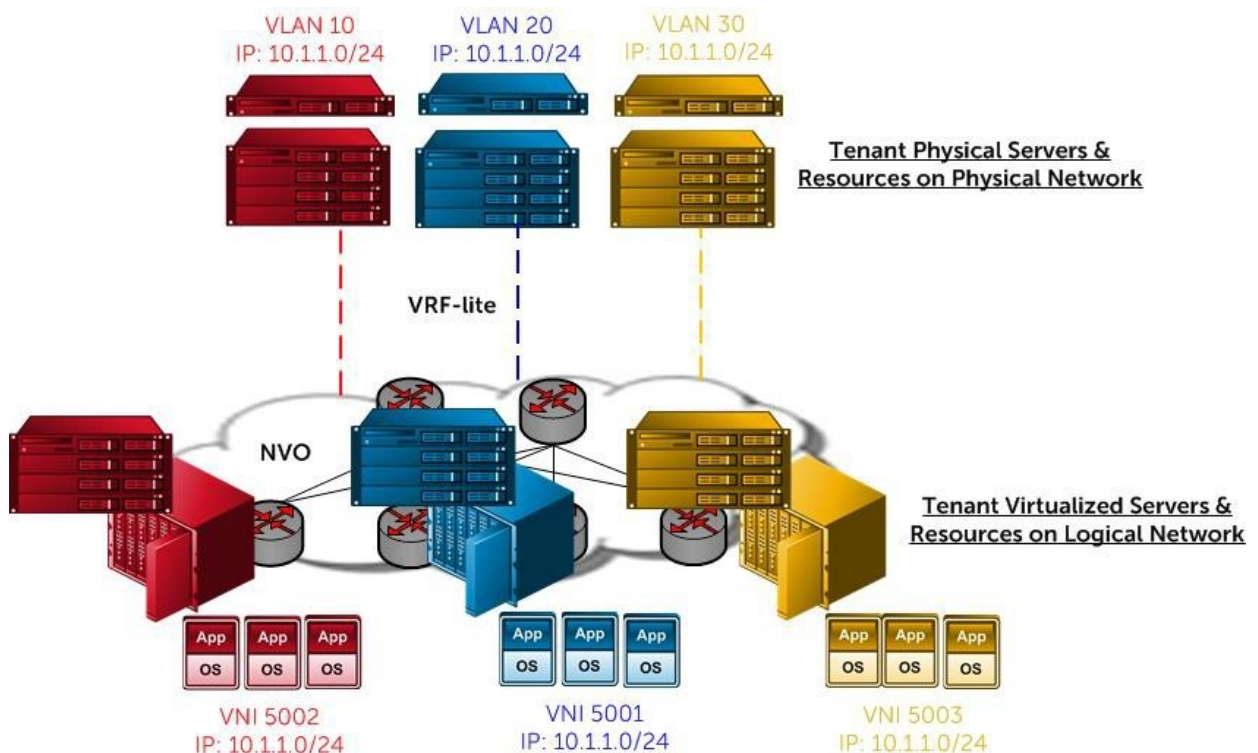 VLAN 10
IP: 10.1.1.0/24
VLAN 20
IP: 10.1.1.0/24
VLAN 30
IP: 10.1.1.0/24
Tenant Physical Servers &
Resources on Physical Network
VRF-lite
NVO
Tenant Virtualized Servers &
Resources on Logical Network
App
OS
App
OS
App
OS
App
OS
App
OS
App
OS
App
OS
App
OS
App
OS
VNI 5002
IP: 10.1.1.0/24
VNI 5001
IP: 10.1.1.0/24
VNI 5003
IP: 10.1.1.0/24